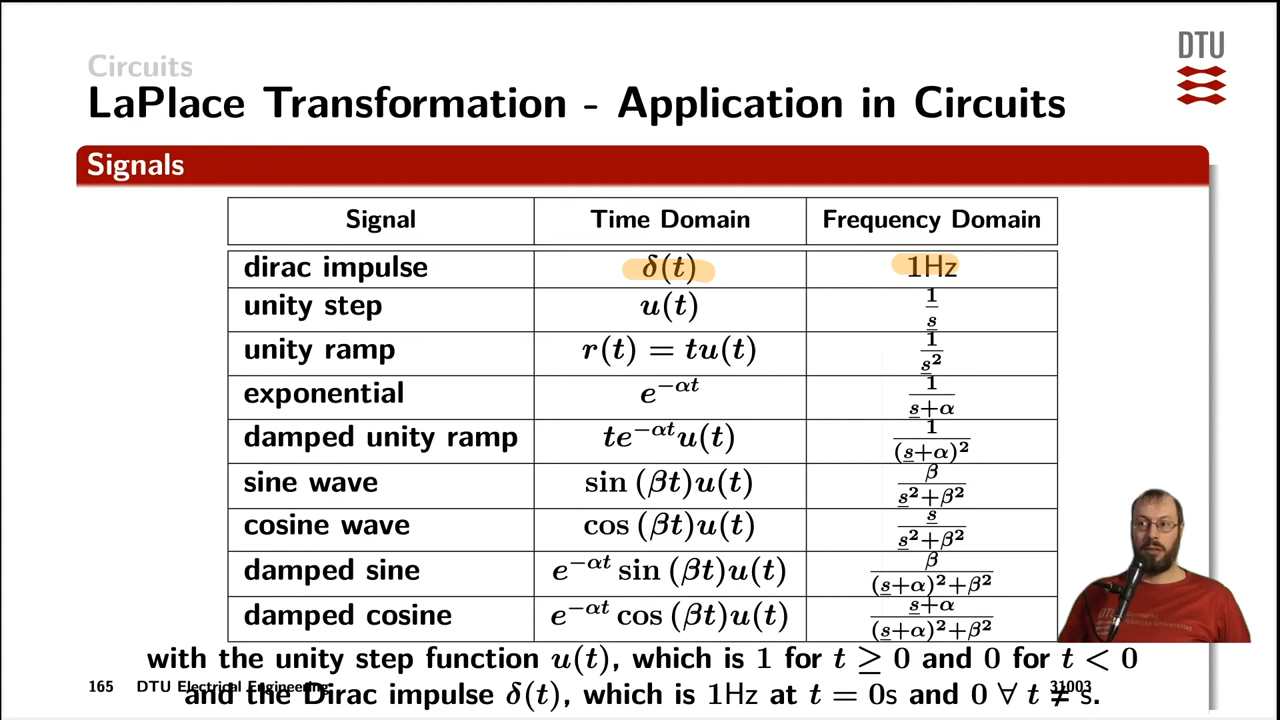 Circuits
DTU
LaPlace Transformation - Application in Circuits
Signals
Signal Time Domain Frequency Domain
dirac impulse δ(t) 1Hz
unity step u(t) 1/s
unity ramp r(t) = tu(t) 1/s²
exponential e^−αt 1/(s+α)
damped unity ramp te^−αt u(t) 1/(s+α)²
sine wave sin (βt)u(t) β/(s²+β²)
cosine wave cos (βt)u(t) s/(s²+β²)
damped sine e^−αt sin (βt)u(t) β/((s+α)²+β²)
damped cosine e^−αt cos (βt)u(t) (s+α)/((s+α)²+β²)
with the unity step function u(t), which is 1 for t ≥ 0 and 0 for t < 0
and the Dirac impulse δ(t), which is 1Hz at t = 0s and 0 ∀ t ≠ s.
165 DTU Electrical Engineering 31003
DTU